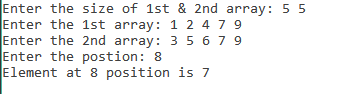 Enter the size of 1st & 2nd array: 5 5
Enter the 1st array: 1 2 4 7 9
Enter the 2nd array: 3 5 6 7 9
Enter the postion: 8
Element at 8 position is 7